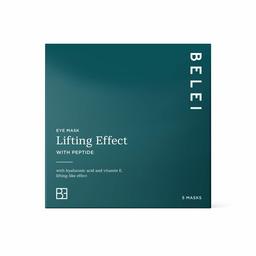 BELEI
EYE MASK
Lifting Effect
WITH PEPTIDE
with hyaluronic acid and vitamin E,
lifting-like effect
B
5 MASKS